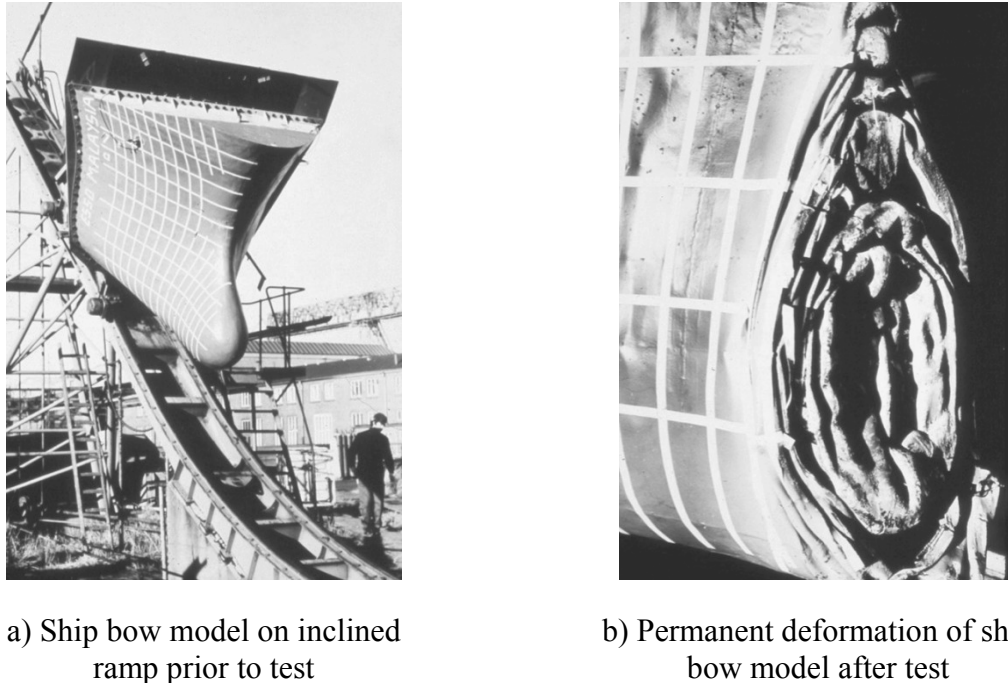 a) Ship bow model on inclined
ramp prior to test
b) Permanent deformation of sh
bow model after test